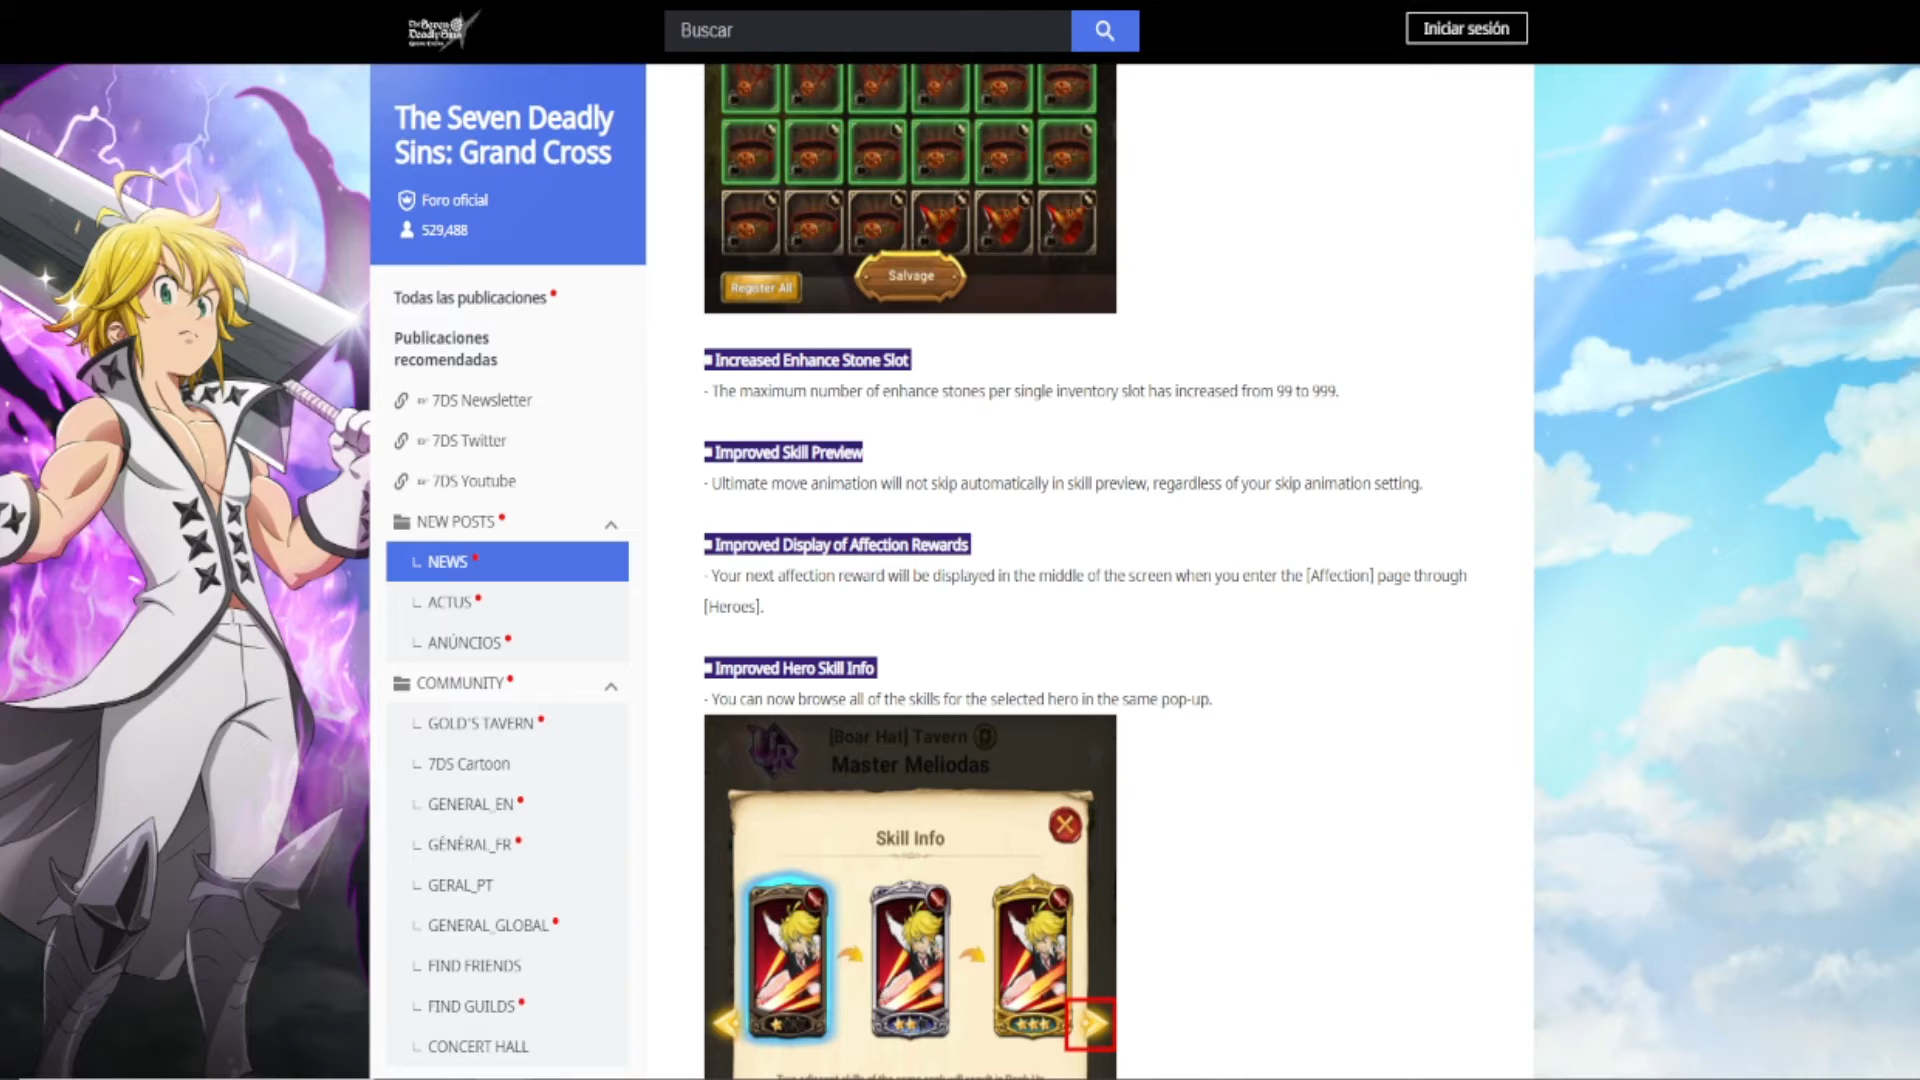 The Seven
Deadly Sins
Buscar
Iniciar sesión
The Seven Deadly
Sins: Grand Cross
Foro oficial
529,488
Todas las publicaciones
Publicaciones
recomendadas
7DS Newsletter
7DS Twitter
7DS Youtube
NEW POSTS
NEWS
ACTUS
ANÚNCIOS
COMMUNITY
GOLD'S TAVERN
7DS Cartoon
GENERAL_EN
GÉNÉRAL_FR
GERAL_PT
GENERAL_GLOBAL
FIND FRIENDS
FIND GUILDS
CONCERT HALL
Register All
Salvage
■ Increased Enhance Stone Slot
- The maximum number of enhance stones per single inventory slot has increased from 99 to 999.
■ Improved Skill Preview
- Ultimate move animation will not skip automatically in skill preview, regardless of your skip animation setting.
■ Improved Display of Affection Rewards
- Your next affection reward will be displayed in the middle of the screen when you enter the [Affection] page through
[Heroes].
■ Improved Hero Skill Info
- You can now browse all of the skills for the selected hero in the same pop-up.
UR
[Boar Hat] Tavern
Master Meliodas
Skill Info